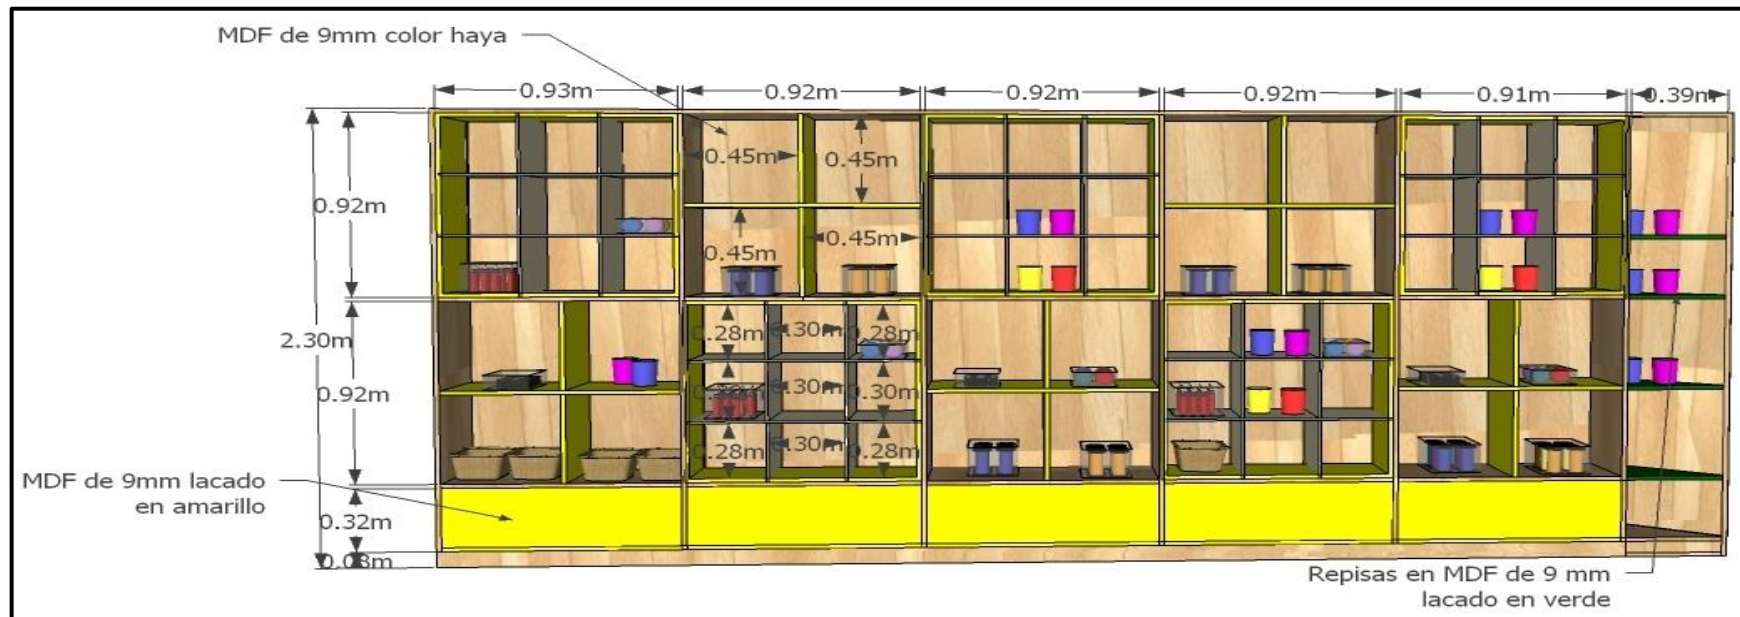 MDF de 9mm color haya
0.93m
0.92m
0.92m
0.92m
0.91m
0.39m
0.45m
0.45m
0.92m
0.45m
0.45m
2.30m
0.28m
0.30m
0.28m
0.92m
0.30m
0.30m
0.28m
0.30m
0.28m
MDF de 9mm lacado
en amarillo
0.32m
0.08m
Repisas en MDF de 9 mm
lacado en verde